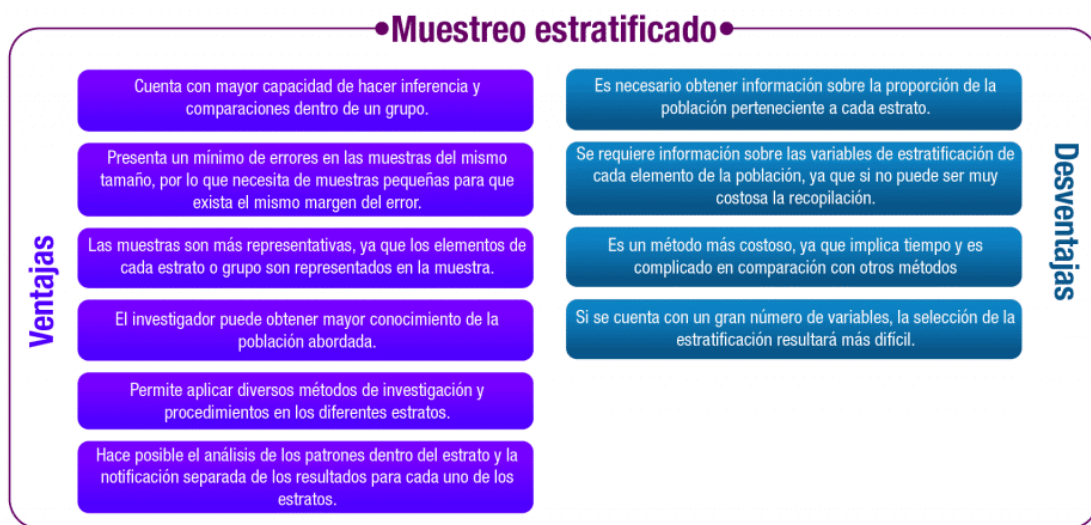 Muestreo estratificado
Ventajas
Cuenta con mayor capacidad de hacer inferencia y
comparaciones dentro de un grupo.
Presenta un mínimo de errores en las muestras del mismo
tamaño, por lo que necesita de muestras pequeñas para que
exista el mismo margen del error.
Las muestras son más representativas, ya que los elementos de
cada estrato o grupo son representados en la muestra.
El investigador puede obtener mayor conocimiento de la
población abordada.
Permite aplicar diversos métodos de investigación y
procedimientos en los diferentes estratos.
Hace posible el análisis de los patrones dentro del estrato y la
notificación separada de los resultados para cada uno de los
estratos.
Desventajas
Es necesario obtener información sobre la proporción de la
población perteneciente a cada estrato.
Se requiere información sobre las variables de estratificación de
cada elemento de la población, ya que si no puede ser muy
costosa la recopilación.
Es un método más costoso, ya que implica tiempo y es
complicado en comparación con otros métodos
Si se cuenta con un gran número de variables, la selección de la
estratificación resultará más difícil.